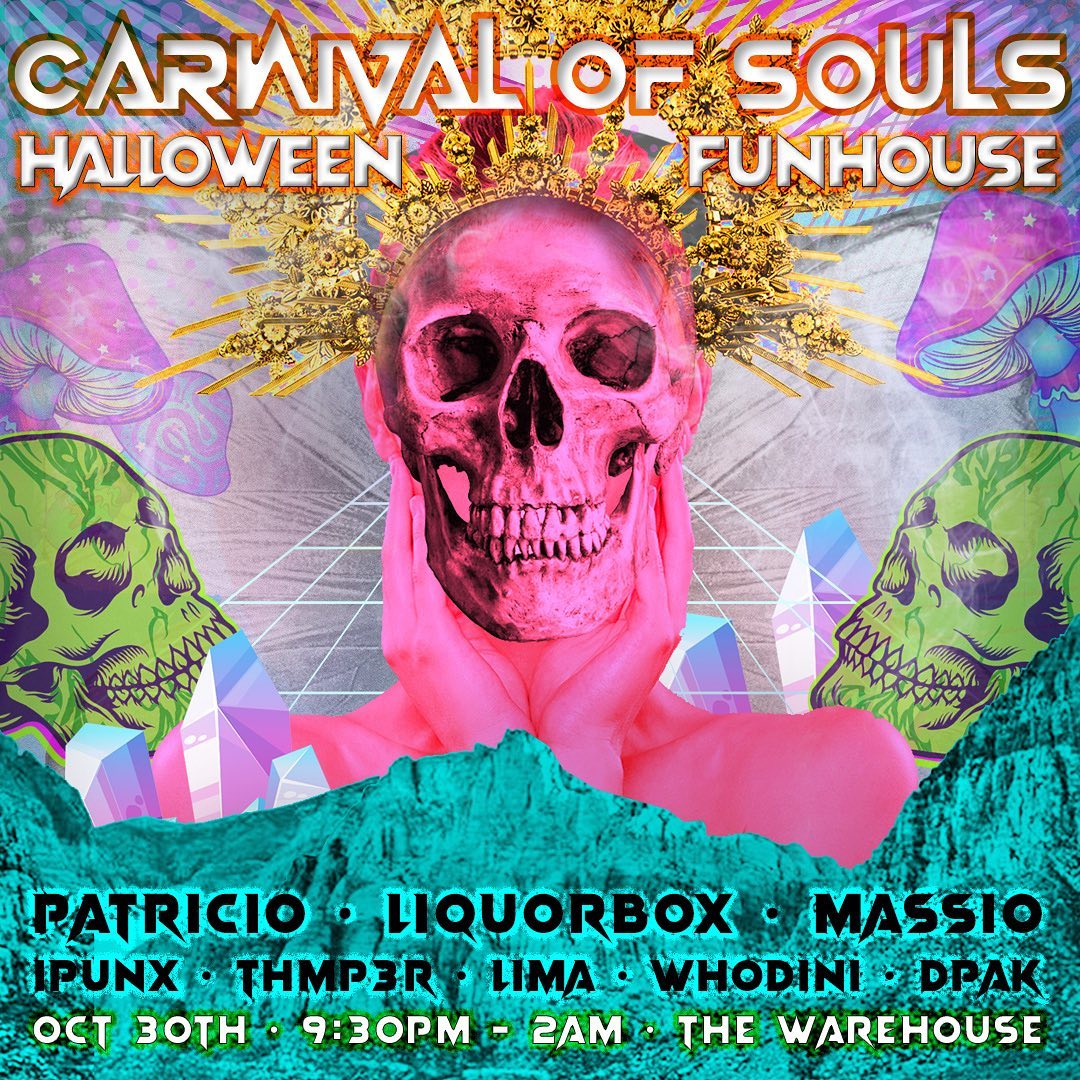 CARNIVAL OF SOULS
HALLOWEEN FUNHOUSE
PATRICIO · LIQUORBOX · MASSIO
IPUNX · THMP3R · LIMA · WHODINI · DPAK
OCT 30TH · 9:30PM - 2AM · THE WAREHOUSE